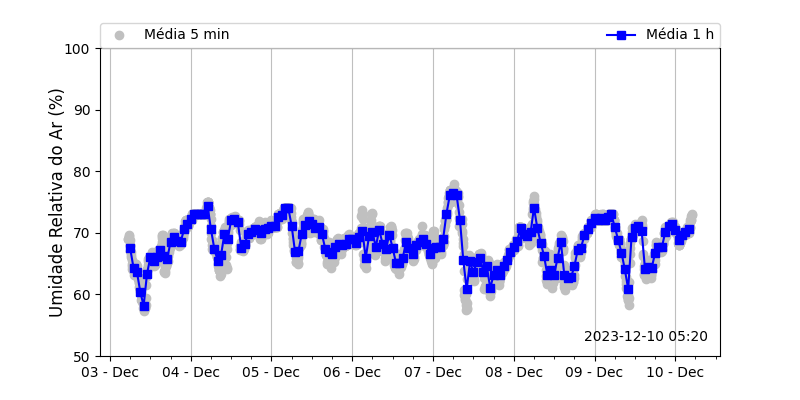 Média 5 min
Média 1 h
Umidade Relativa do Ar (%)
100
90
80
70
60
50
2023-12-10 05:20
03 - Dec
04 - Dec
05 - Dec
06 - Dec
07 - Dec
08 - Dec
09 - Dec
10 - Dec